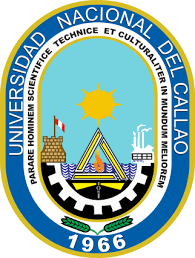 UNIVERSIDAD NACIONAL DEL CALLAO
PARARE HOMINEM SCIENTIFICE TECHNICE ET CULTURALITER IN MUNDUM MELIOREM
1966